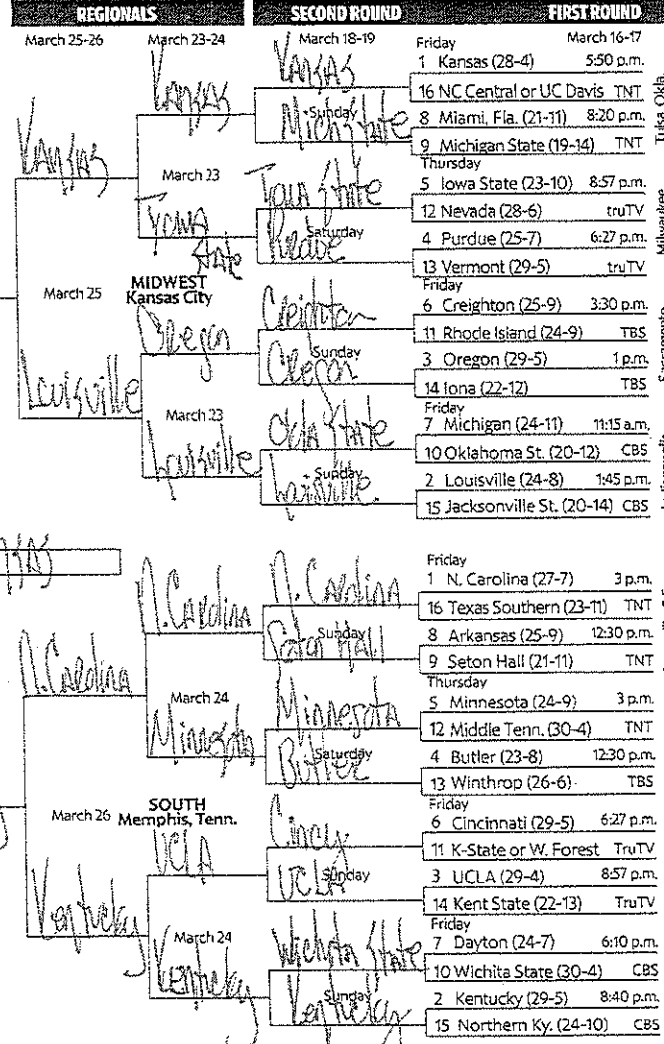 REGIONALS SECOND ROUND FIRST ROUND
March 25-26 March 23-24 March 18-19 March 16-17
Friday
Kansas Kansas 1 Kansas (28-4) 5:50 p.m.
16 NC Central or UC Davis TNT
Sunday
Mich State 8 Miami, Fla. (21-11) 8:20 p.m.
9 Michigan State (19-14) TNT
Tulsa, Okla.
Kansas
March 23
Thursday
Iowa State 5 Iowa State (23-10) 8:57 p.m.
12 Nevada (28-6) truTV
Iowa State
Saturday
Perdue 4 Purdue (25-7) 6:27 p.m.
13 Vermont (29-5) truTV
Milwaukee
March 25
MIDWEST
Kansas City
Friday
Creighton 6 Creighton (25-9) 3:30 p.m.
11 Rhode Island (24-9) TBS
Oregon
Sunday
Oregon 3 Oregon (29-5) 1 p.m.
14 Iona (22-12) TBS
Sacramento
Louisville
March 23
Friday
Okla State 7 Michigan (24-11) 11:15 a.m.
10 Oklahoma St. (20-12) CBS
Louisville
Sunday
Louisville 2 Louisville (24-8) 1:45 p.m.
15 Jacksonville St. (20-14) CBS
Friday
N. Carolina N. Carolina 1 N. Carolina (27-7) 3 p.m.
16 Texas Southern (23-11) TNT
Sunday
Seton Hall 8 Arkansas (25-9) 12:30 p.m.
9 Seton Hall (21-11) TNT
N. Carolina
March 24
Thursday
Minnesota 5 Minnesota (24-9) 3 p.m.
12 Middle Tenn. (30-4) TNT
Minnesota
Saturday
Butler 4 Butler (23-8) 12:30 p.m.
13 Winthrop (26-6) TBS
March 26
SOUTH
Memphis, Tenn.
Friday
Cincy 6 Cincinnati (29-5) 6:27 p.m.
11 K-State or W. Forest TruTV
UCLA
Sunday
UCLA 3 UCLA (29-4) 8:57 p.m.
14 Kent State (22-13) TruTV
Kentucky
March 24
Friday
Wichita State 7 Dayton (24-7) 6:10 p.m.
10 Wichita State (30-4) CBS
Kentucky
Sunday
Kentucky 2 Kentucky (29-5) 8:40 p.m.
15 Northern Ky. (24-10) CBS